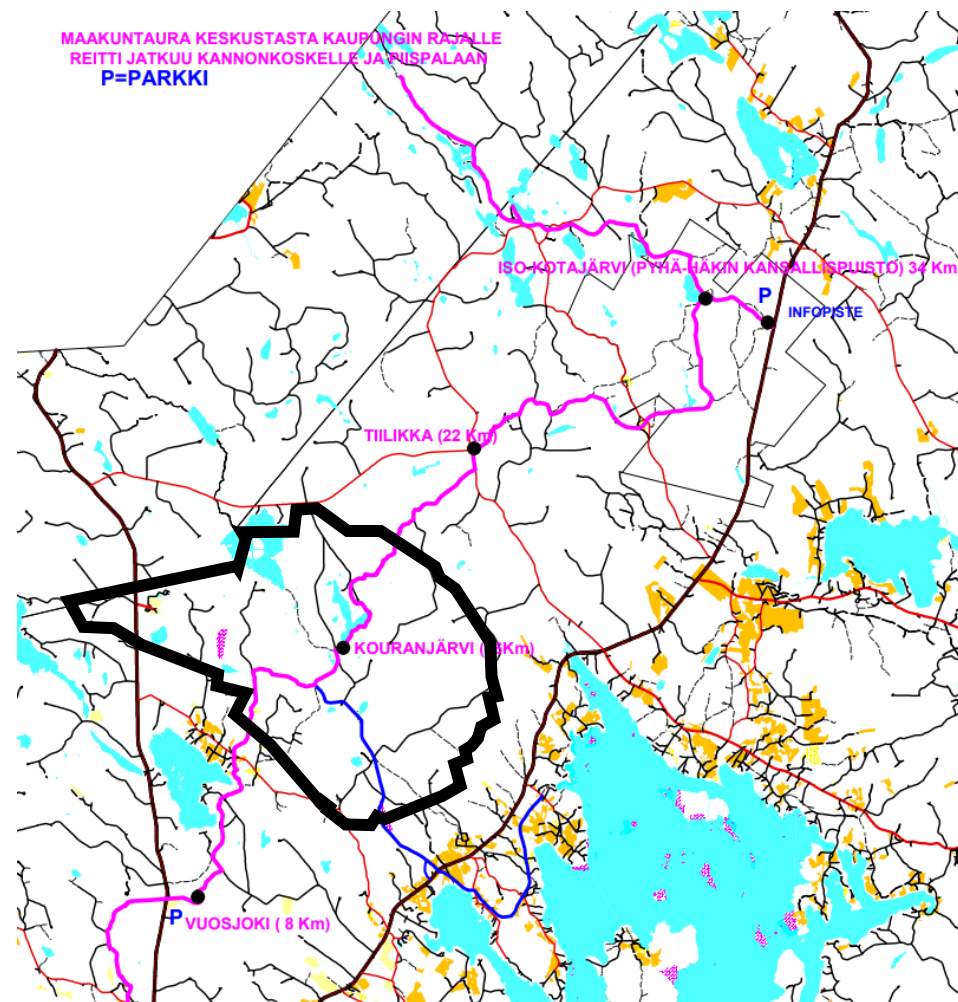 MAAKUNTAURA KESKUSTASTA KAUPUNGIN RAJALLE
REITTI JATKUU KANNONKOSKELLE JA PIISPALAAN
P=PARKKI
ISO-KOTAJÄRVI (PYHÄ-HÄKIN KANSALLISPUISTO) 34 Km
P
INFOPISTE
TIILIKKA (22 Km)
KOURANJÄRVI
P
VUOSJOKI ( 8 Km)